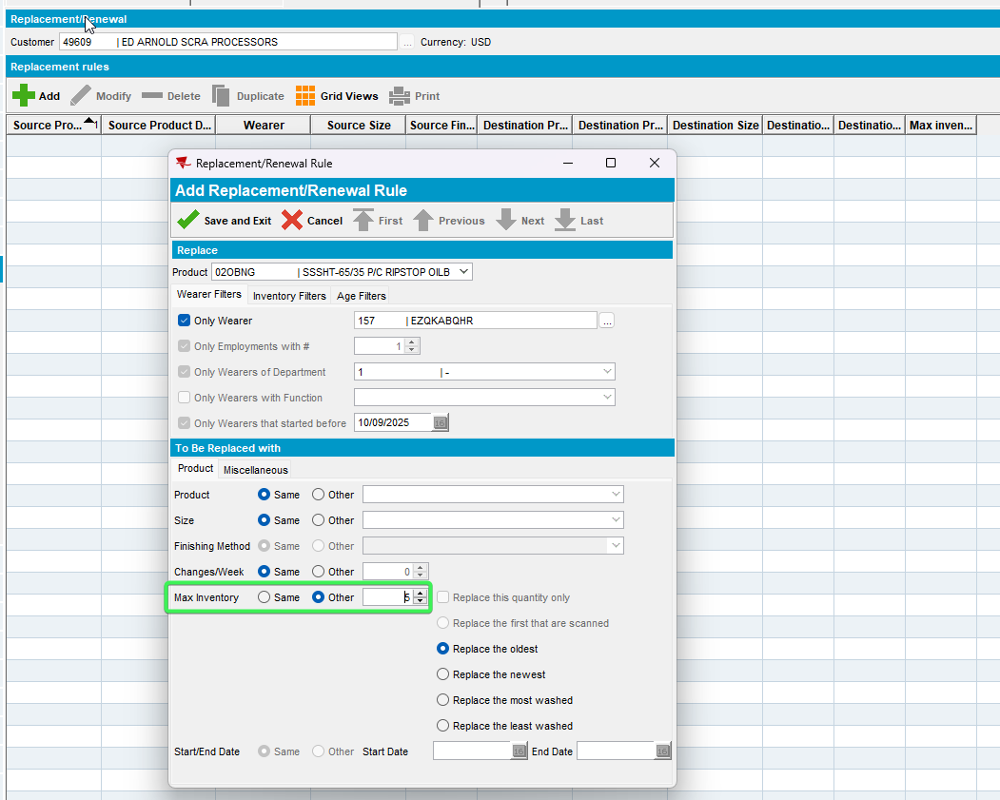 Replacement/Renewal
Customer 49609 | ED ARNOLD SCRA PROCESSORS ... Currency: USD
Replacement rules
Add Modify Delete Duplicate Grid Views Print
Source Pro... 1 Source Product D... Wearer Source Size Source Fin... Destination Pr... Destination Pr... Destination Size Destinatio... Destinatio... Max inven...
Replacement/Renewal Rule
Add Replacement/Renewal Rule
Save and Exit Cancel First Previous Next Last
Replace
Product 02OBNG | SSSHT-65/35 P/C RIPSTOP OILB
Wearer Filters Inventory Filters Age Filters
Only Wearer 157 | EZQKABQHR ...
Only Employments with # 1
Only Wearers of Department 1 | -
Only Wearers with Function
Only Wearers that started before 10/09/2025 16
To Be Replaced with
Product Miscellaneous
Product Same Other
Size Same Other
Finishing Method Same Other
Changes/Week Same Other 0
Max Inventory Same Other 5 Replace this quantity only
Replace the first that are scanned
Replace the oldest
Replace the newest
Replace the most washed
Replace the least washed
Start/End Date Same Other Start Date 16 End Date 16